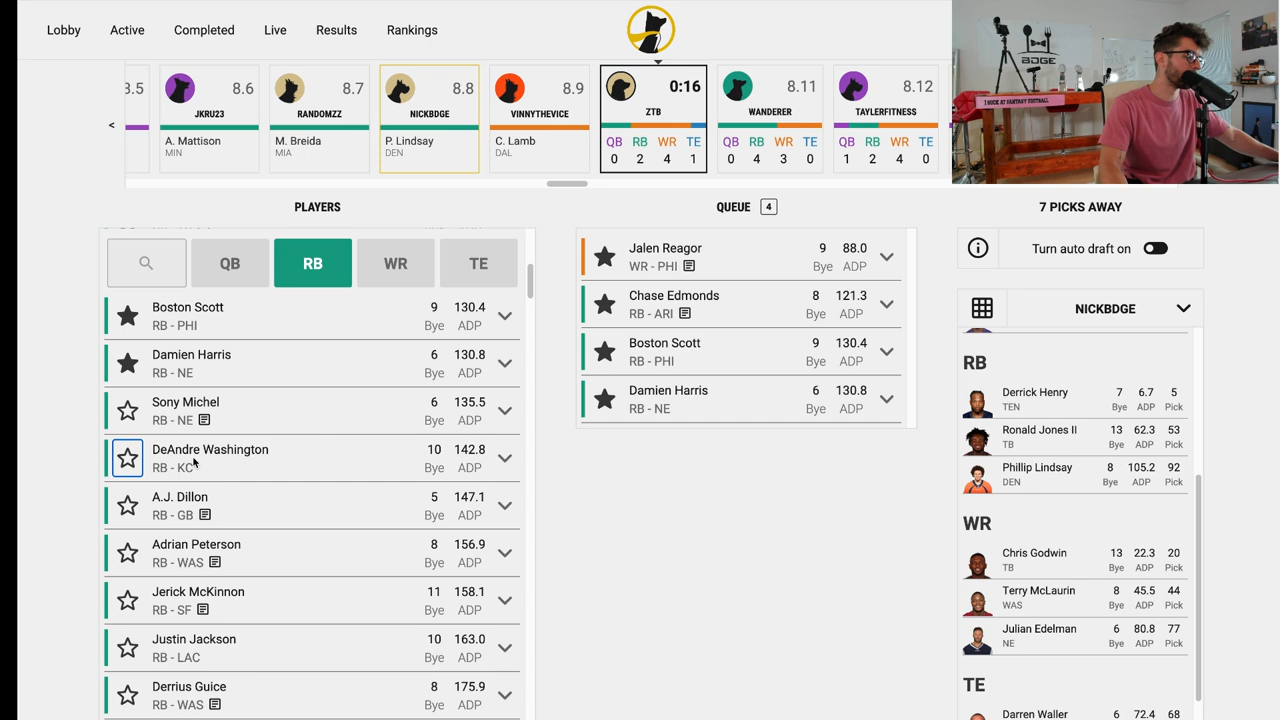 Lobby Active Completed Live Results Rankings
BDGE
I SUCK AT FANTASY FOOTBALL
<
3.5
8.6
JKRU23
A. Mattison
MIN
8.7
RANDOMZZ
M. Breida
MIA
8.8
NICKBDGE
P. Lindsay
DEN
8.9
VINNYTHEVICE
C. Lamb
DAL
0:16
ZTB
QB RB WR TE
0 2 4 1
8.11
WANDERER
QB RB WR TE
0 4 3 0
8.12
TAYLERFITNESS
QB RB WR TE
1 2 4 0
PLAYERS
QB RB WR TE
Boston Scott 9 130.4
RB - PHI Bye ADP
Damien Harris 6 130.8
RB - NE Bye ADP
Sony Michel 6 135.5
RB - NE Bye ADP
DeAndre Washington 10 142.8
RB - KC Bye ADP
A.J. Dillon 5 147.1
RB - GB Bye ADP
Adrian Peterson 8 156.9
RB - WAS Bye ADP
Jerick McKinnon 11 158.1
RB - SF Bye ADP
Justin Jackson 10 163.0
RB - LAC Bye ADP
Derrius Guice 8 175.9
RB - WAS Bye ADP
QUEUE 4
Jalen Reagor 9 88.0
WR - PHI Bye ADP
Chase Edmonds 8 121.3
RB - ARI Bye ADP
Boston Scott 9 130.4
RB - PHI Bye ADP
Damien Harris 6 130.8
RB - NE Bye ADP
7 PICKS AWAY
Turn auto draft on
NICKBDGE
RB
Derrick Henry 7 6.7 5
TEN Bye ADP Pick
Ronald Jones II 13 62.3 53
TB Bye ADP Pick
Phillip Lindsay 8 105.2 92
DEN Bye ADP Pick
WR
Chris Godwin 13 22.3 20
TB Bye ADP Pick
Terry McLaurin 8 45.5 44
WAS Bye ADP Pick
Julian Edelman 6 80.8 77
NE Bye ADP Pick
TE
Darren Waller 6 72.4 68